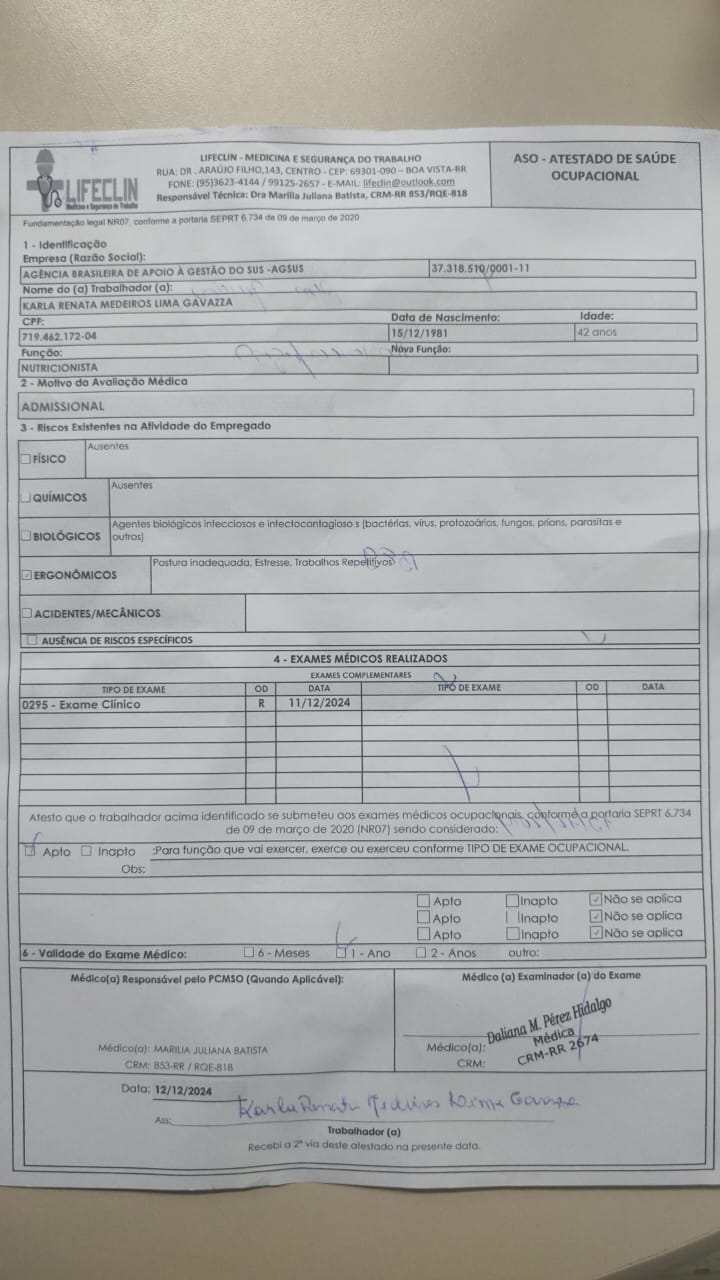 LIFECLIN
Medicina e Segurança do Trabalho
LIFECLIN - MEDICINA E SEGURANÇA DO TRABALHO
RUA: DR . ARAÚJO FILHO,143, CENTRO - CEP: 69301-090 – BOA VISTA-RR
FONE: (95)3623-4144 / 99125-2657 - E-MAIL: lifeclin@outlook.com
Responsável Técnica: Dra Marilia Juliana Batista, CRM-RR 853/RQE-818
ASO - ATESTADO DE SAÚDE
OCUPACIONAL
Fundamentação legal NR07, conforme a portaria SEPRT 6.734 de 09 de março de 2020
1 - Identificação
Empresa (Razão Social):
AGÊNCIA BRASILEIRA DE APOIO À GESTÃO DO SUS -AGSUS 37.318.510/0001-11
Nome do (a) Trabalhador (a):
KARLA RENATA MEDEIROS LIMA GAVAZZA
CPF: Data de Nascimento: Idade:
719.462.172-04 15/12/1981 42 anos
Função: Nova Função:
NUTRICIONISTA
2 - Motivo da Avaliação Médica
ADMISSIONAL
3 - Riscos Existentes na Atividade do Empregado
FÍSICO Ausentes
QUÍMICOS Ausentes
BIOLÓGICOS Agentes biológicos infecciosos e infectocontagioso s (bactérias, vírus, protozoários, fungos, príons, parasitas e
outros)
ERGONÔMICOS Postura inadequada, Estresse, Trabalhos Repetitivos
ACIDENTES/MECÂNICOS
AUSÊNCIA DE RISCOS ESPECÍFICOS
4 - EXAMES MÉDICOS REALIZADOS
EXAMES COMPLEMENTARES
TIPO DE EXAME OD DATA TIPO DE EXAME OD DATA
0295 - Exame Clínico R 11/12/2024
Atesto que o trabalhador acima identificado se submeteu aos exames médicos ocupacionais, conforme a portaria SEPRT 6.734
de 09 de março de 2020 (NR07) sendo considerado:
Apto Inapto :Para função que vai exercer, exerce ou exerceu conforme TIPO DE EXAME OCUPACIONAL.
Obs:
Apto Inapto Não se aplica
Apto Inapto Não se aplica
Apto Inapto Não se aplica
6 - Validade do Exame Médico: 6 - Meses 1 - Ano 2 - Anos outro:
Médico(a) Responsável pelo PCMSO (Quando Aplicável): Médico (a) Examinador (a) do Exame
Daliana M. Pérez Hidalgo
Médica
CRM-RR 2674
Médico(a): MARILIA JULIANA BATISTA Médico(a):
CRM: 853-RR / RQE-818 CRM:
Data: 12/12/2024
Karla Renata Medeiros Lima Gavazza
Ass:
Trabalhador (a)
Recebi a 2ª via deste atestado na presente data.